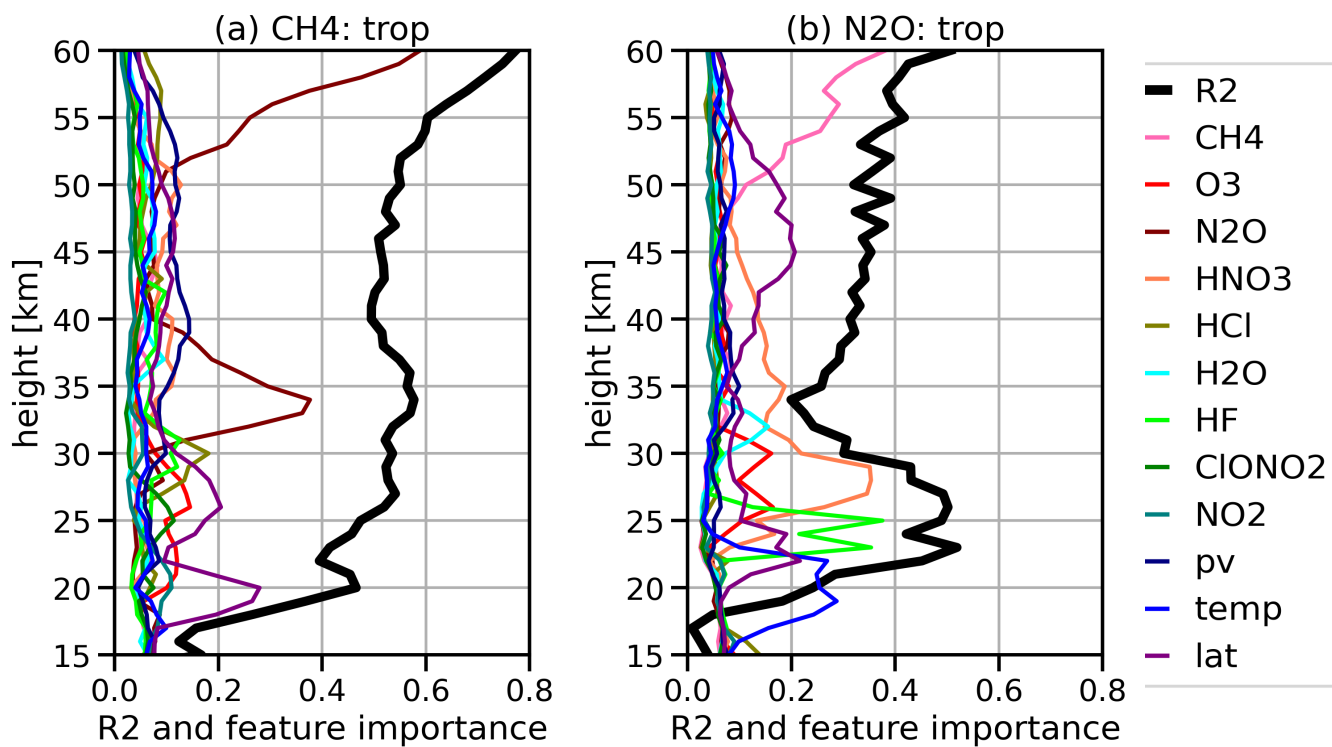 (a) CH4: trop
60
55
50
45
40
35
30
25
20
15
height [km]
0.0 0.2 0.4 0.6 0.8
R2 and feature importance
(b) N2O: trop
60
55
50
45
40
35
30
25
20
15
height [km]
0.0 0.2 0.4 0.6 0.8
R2 and feature importance
R2
CH4
O3
N2O
HNO3
HCl
H2O
HF
ClONO2
NO2
pv
temp
lat